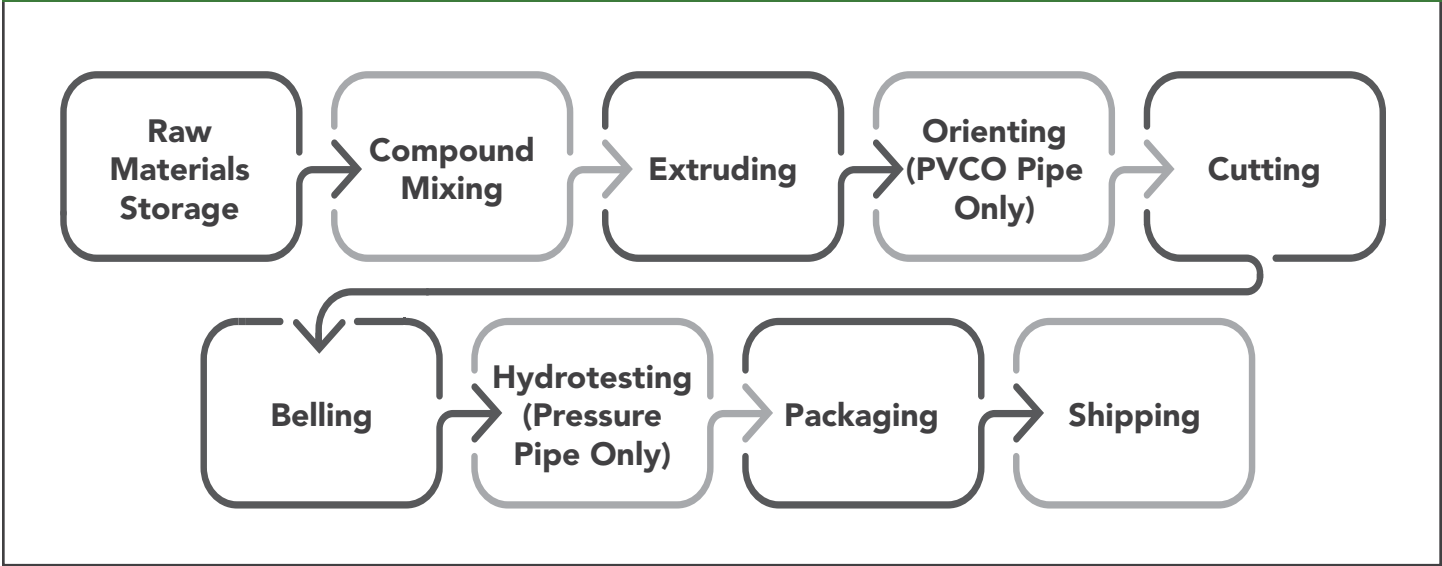 Raw
Materials
Storage
Compound
Mixing
Extruding
Orienting
(PVCO Pipe
Only)
Cutting
Belling
Hydrotesting
(Pressure
Pipe Only)
Packaging
Shipping